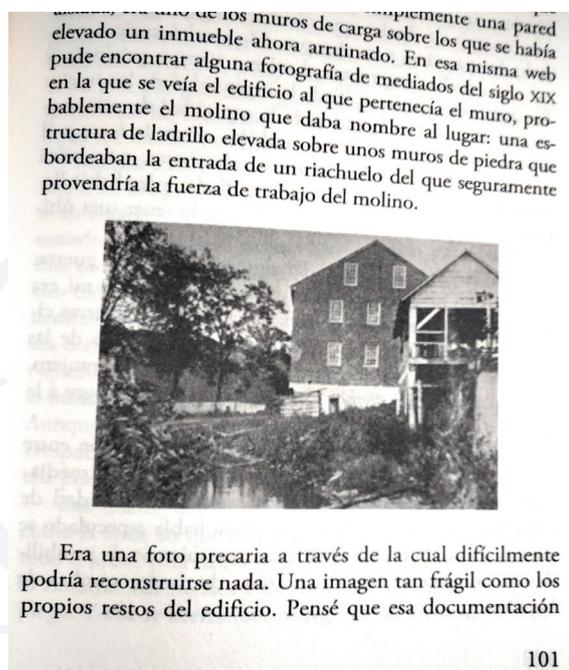 era uno de los muros de carga sobre los que se había
elevado un inmueble ahora arruinado. En esa misma web
pude encontrar alguna fotografía de mediados del siglo XIX
en la que se veía el edificio al que pertenecía el muro, pro-
bablemente el molino que daba nombre al lugar: una es-
tructura de ladrillo elevada sobre unos muros de piedra que
bordeaban la entrada de un riachuelo del que seguramente
provendría la fuerza de trabajo del molino.
Era una foto precaria a través de la cual difícilmente
podría reconstruirse nada. Una imagen tan frágil como los
propios restos del edificio. Pensé que esa documentación
101